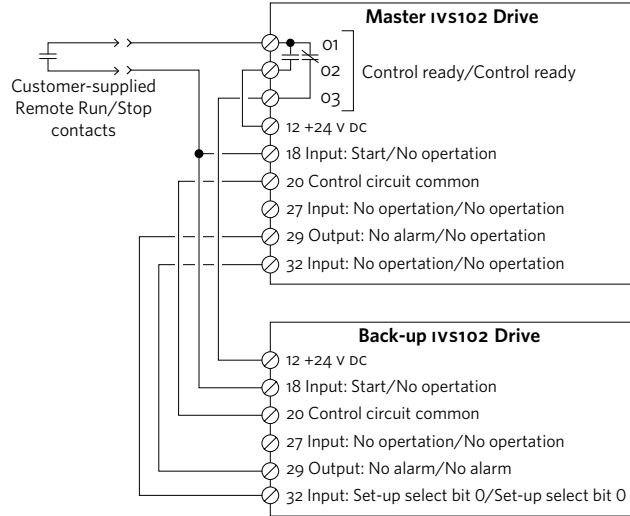 Master IVS102 Drive
01
02
03
Control ready/Control ready
Customer-supplied
Remote Run/Stop
contacts
12 +24 V DC
18 Input: Start/No opertation
20 Control circuit common
27 Input: No opertation/No opertation
29 Output: No alarm/No opertation
32 Input: No opertation/No opertation
Back-up IVS102 Drive
12 +24 V DC
18 Input: Start/No opertation
20 Control circuit common
27 Input: No opertation/No opertation
29 Output: No alarm/No alarm
32 Input: Set-up select bit 0/Set-up select bit 0